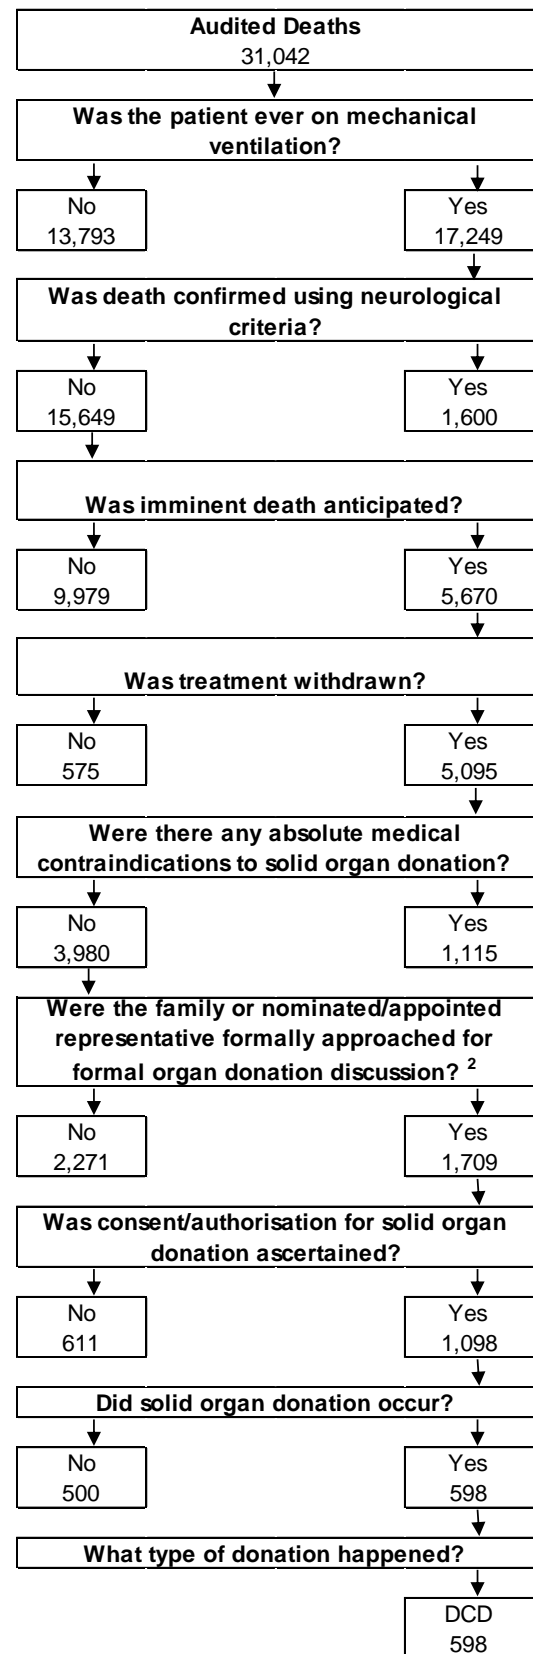 Audited Deaths
31,042
Was the patient ever on mechanical
ventilation?
No
13,793
Yes
17,249
Was death confirmed using neurological
criteria?
No
15,649
Yes
1,600
Was imminent death anticipated?
No
9,979
Yes
5,670
Was treatment withdrawn?
No
575
Yes
5,095
Were there any absolute medical
contraindications to solid organ donation?
No
3,980
Yes
1,115
Were the family or nominated/appointed
representative formally approached for
formal organ donation discussion? ²
No
2,271
Yes
1,709
Was consent/authorisation for solid organ
donation ascertained?
No
611
Yes
1,098
Did solid organ donation occur?
No
500
Yes
598
What type of donation happened?
DCD
598